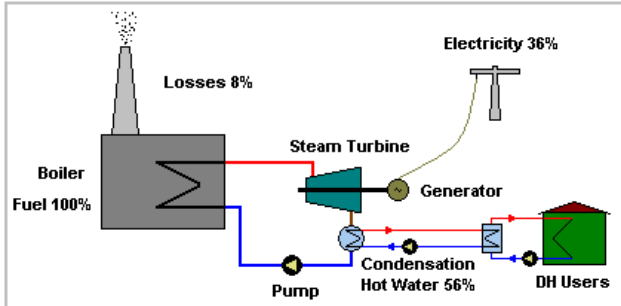 Electricity 36%
Losses 8%
Steam Turbine
Boiler
Fuel 100%
Generator
Condensation
Hot Water 56%
Pump
DH Users